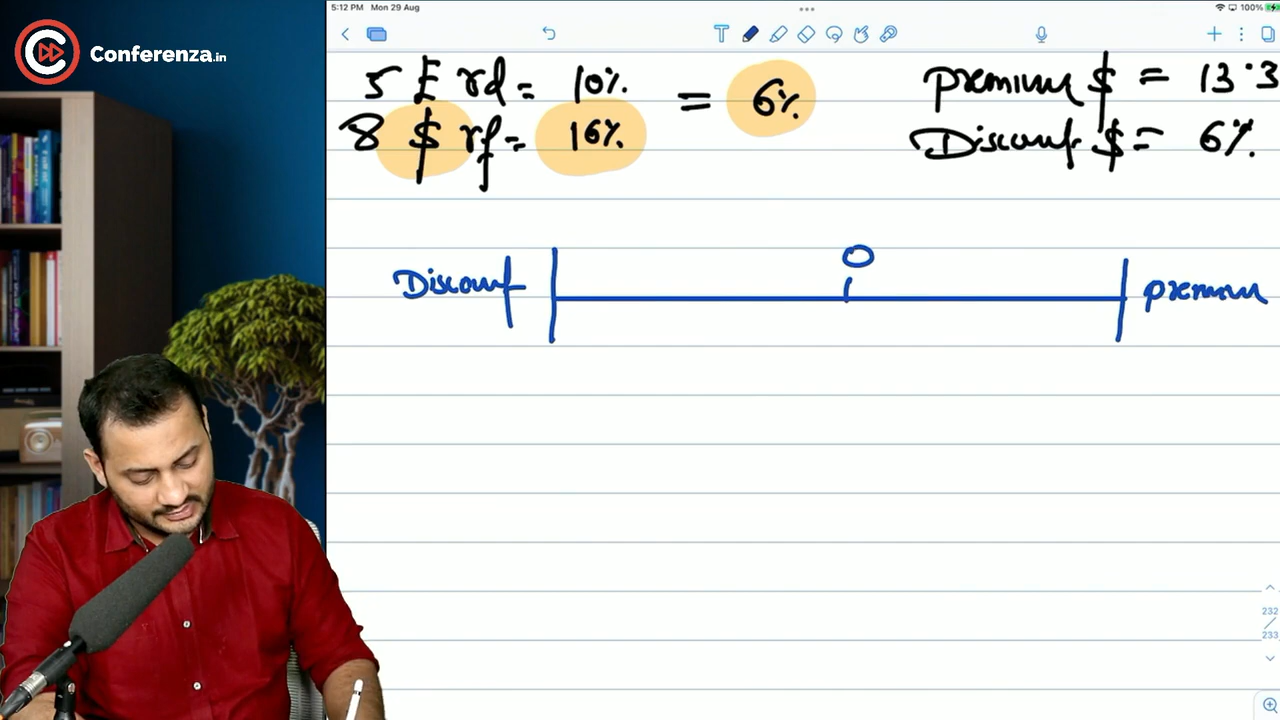 5:12 PM Mon 29 Aug
100%
Conferenza.in
5 £ rd = 10%
= 6%
8 $ rf = 16%
premium $ = 13.3
Discount $ = 6%
0
Discount
premium
232
233